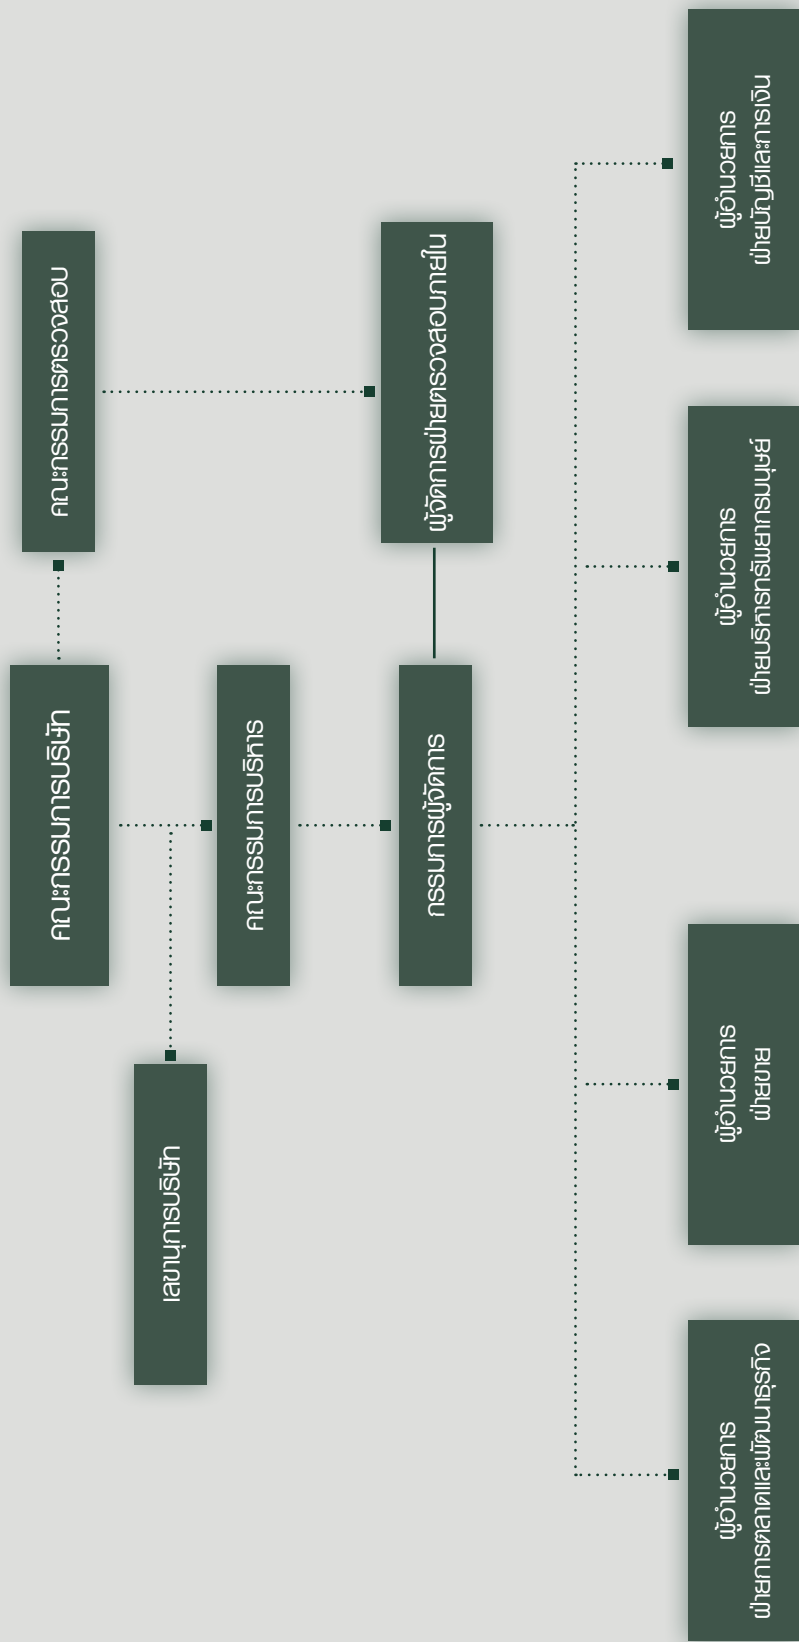 คณะกรรมการบริษัท
คณะกรรมการตรวจสอบ
เลขานุการบริษัท
คณะกรรมการบริหาร
กรรมการผู้จัดการ
ผู้จัดการฝ่ายตรวจสอบภายใน
ผู้อำนวยการ
ฝ่ายการตลาดและพัฒนาธุรกิจ
ผู้อำนวยการ
ฝ่ายขาย
ผู้อำนวยการ
ฝ่ายบริหารทรัพยากรมนุษย์
ผู้อำนวยการ
ฝ่ายบัญชีและการเงิน